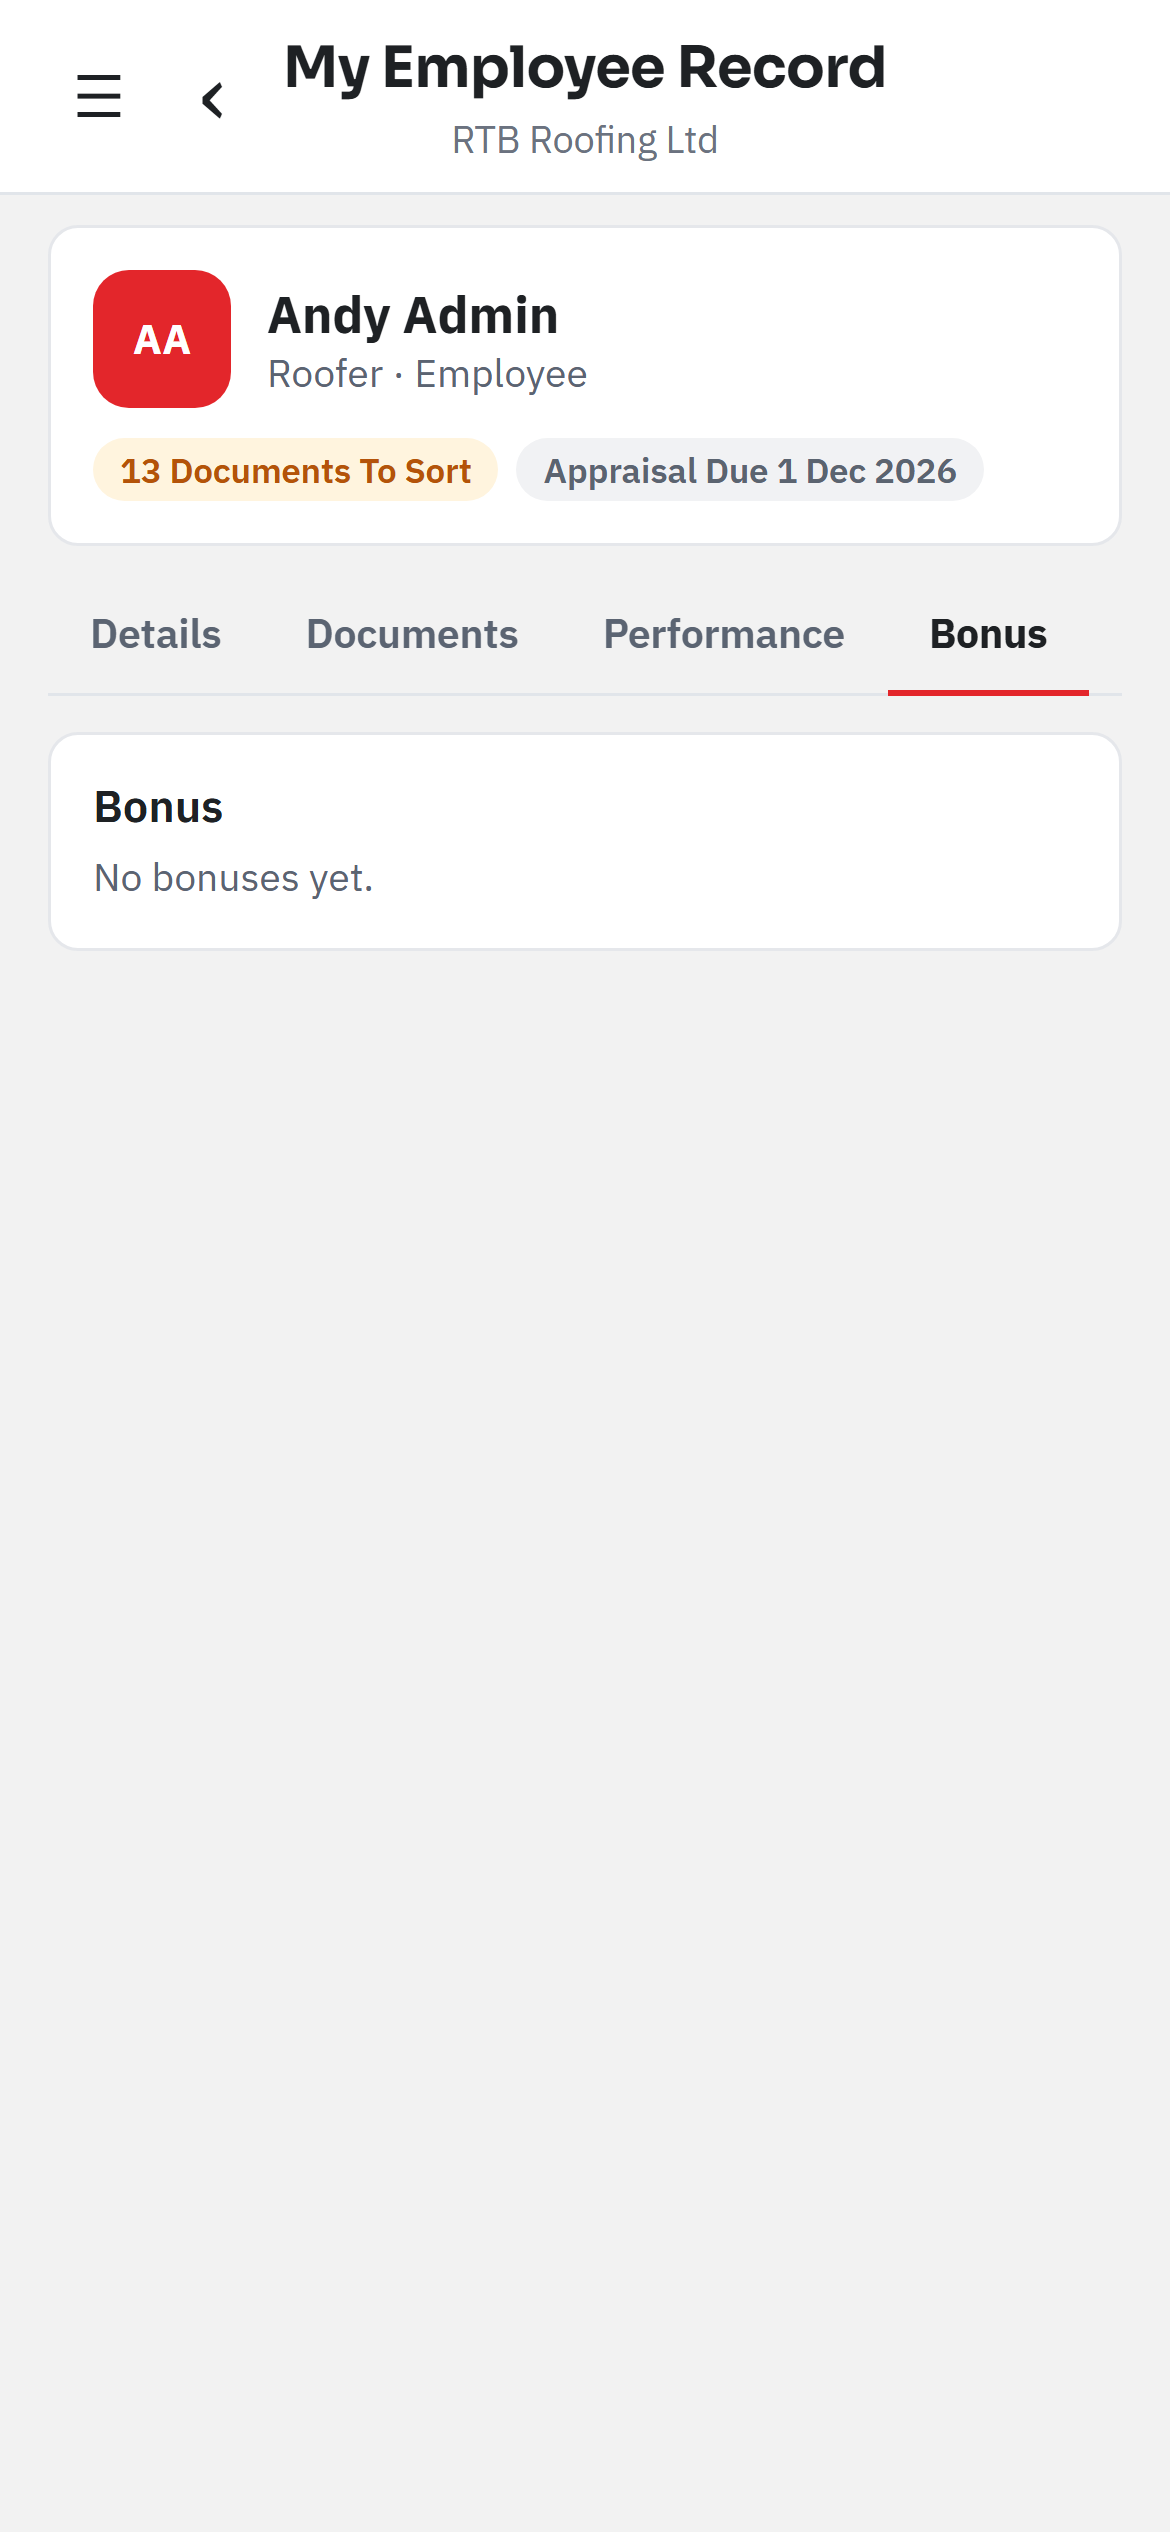 My Employee Record
RTB Roofing Ltd
AA
Andy Admin
Roofer · Employee
13 Documents To Sort
Appraisal Due 1 Dec 2026
Details Documents Performance Bonus
Bonus
No bonuses yet.